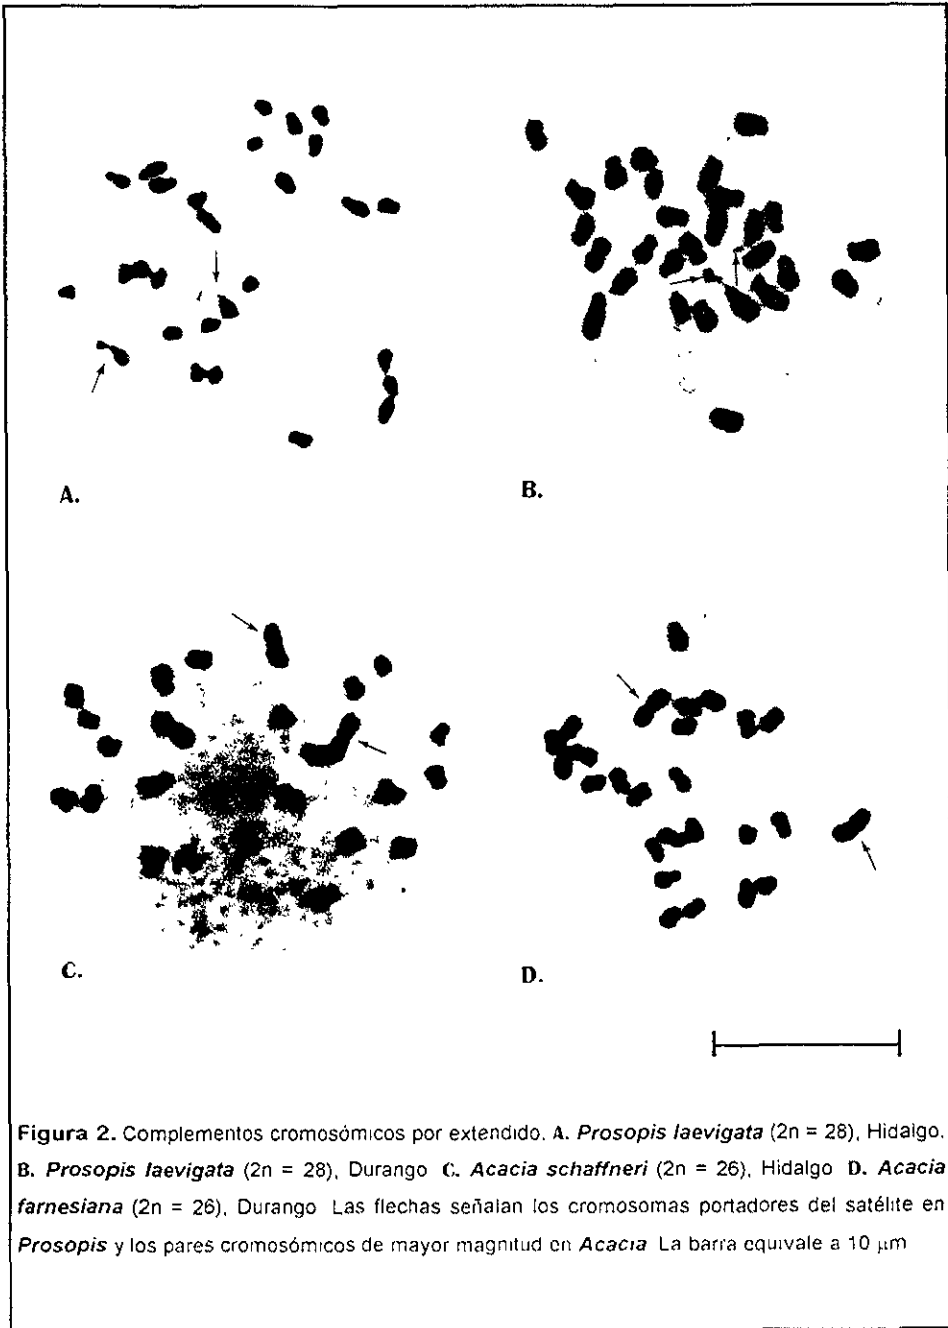 A.
B.
C.
D.
Figura 2. Complementos cromosómicos por extendido. A. Prosopis laevigata (2n = 28), Hidalgo.
B. Prosopis laevigata (2n = 28), Durango C. Acacia schaffneri (2n = 26), Hidalgo D. Acacia
farnesiana (2n = 26), Durango Las flechas señalan los cromosomas portadores del satélite en
Prosopis y los pares cromosómicos de mayor magnitud en Acacia La barra equivale a 10 μm